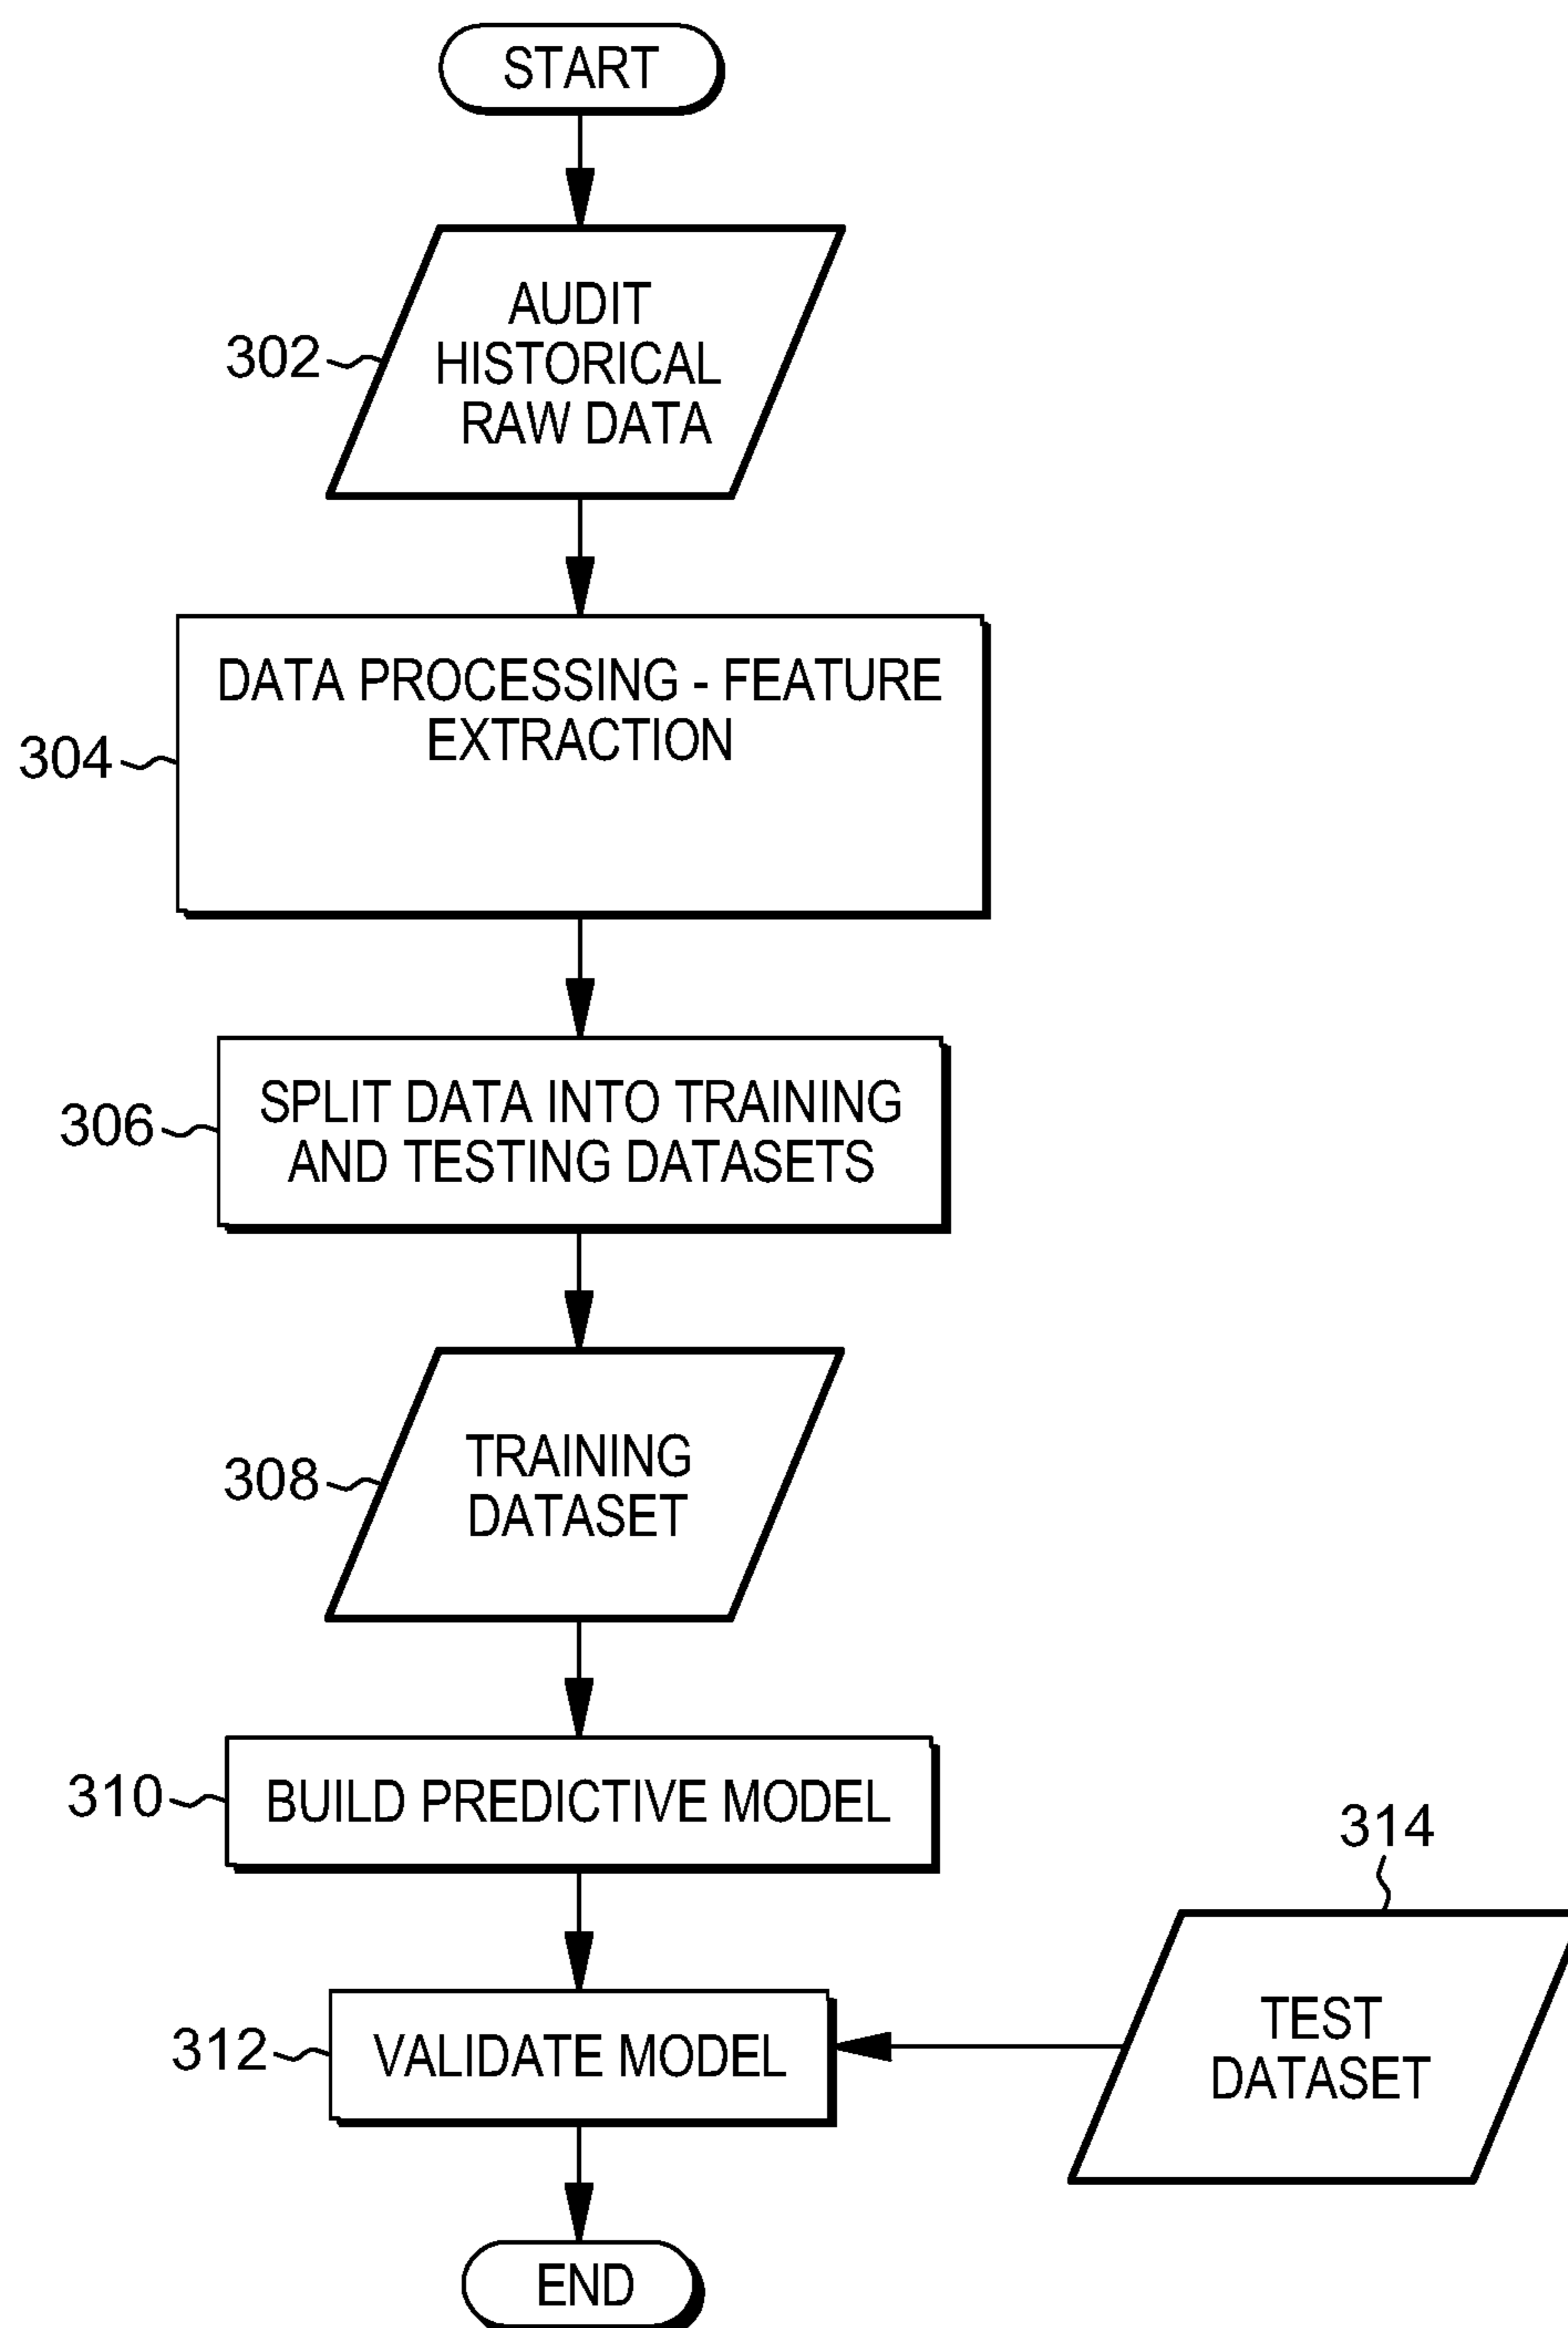 START
302
AUDIT
HISTORICAL
RAW DATA
304
DATA PROCESSING - FEATURE
EXTRACTION
306
SPLIT DATA INTO TRAINING
AND TESTING DATASETS
308
TRAINING
DATASET
310
BUILD PREDICTIVE MODEL
314
312
VALIDATE MODEL
TEST
DATASET
END